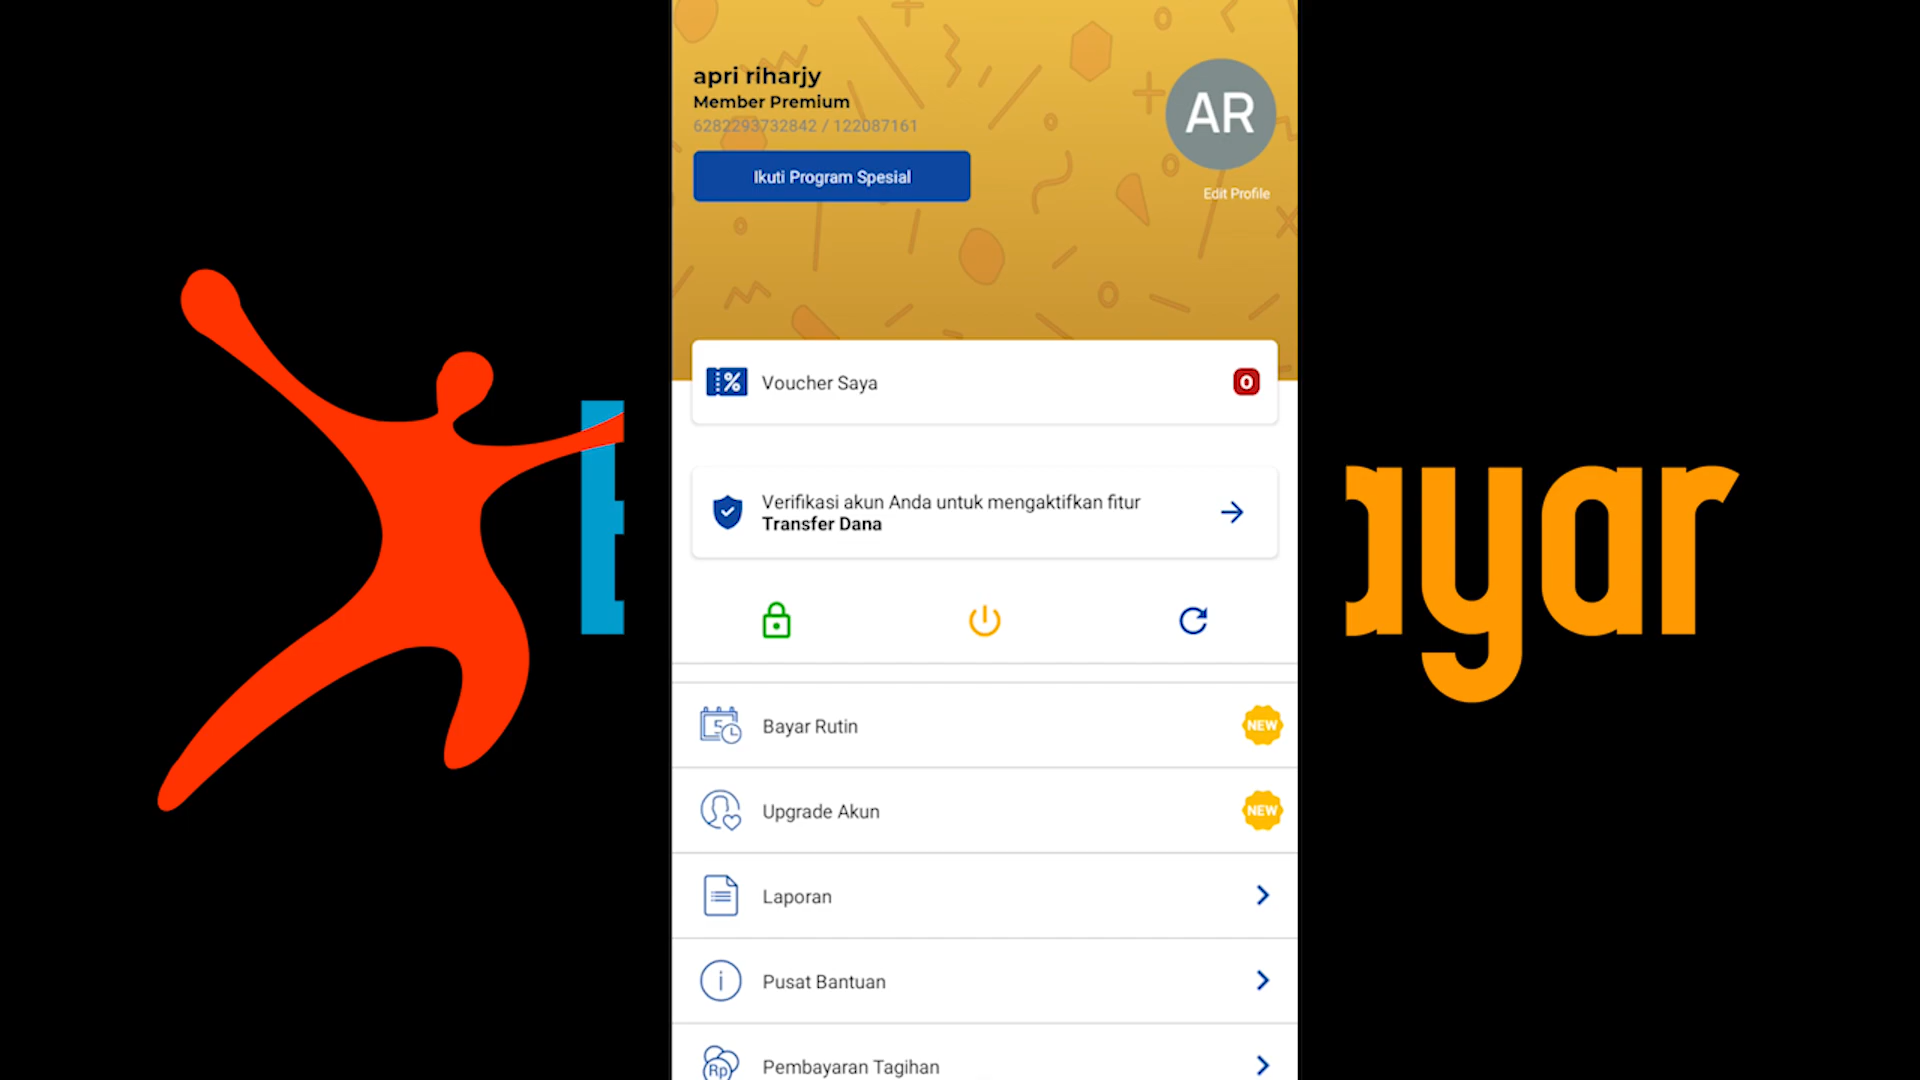 apri riharjy
Member Premium
6282293732842 / 122087161
Ikuti Program Spesial
AR
Edit Profile
Voucher Saya
0
Verifikasi akun Anda untuk mengaktifkan fitur
Transfer Dana
ayar
Bayar Rutin
NEW
Upgrade Akun
NEW
Laporan
Pusat Bantuan
Rp
Pembayaran Tagihan